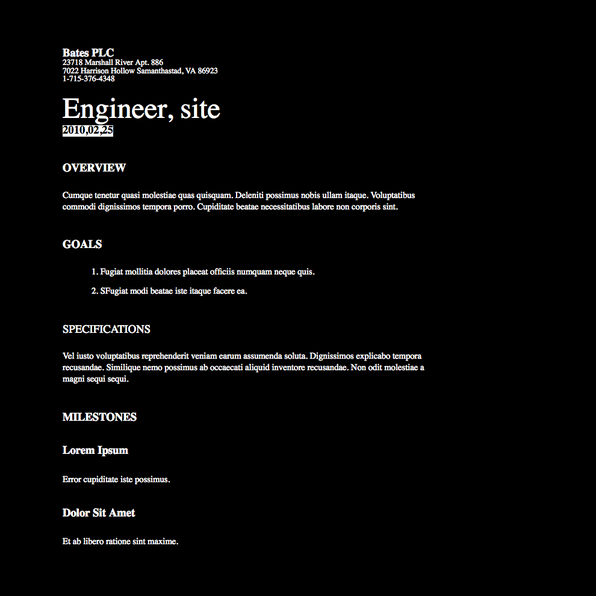 Bates PLC
23718 Marshall River Apt. 886
7022 Harrison Hollow Samanthastad, VA 86923
1-715-376-4348
Engineer, site
2010,02,25
OVERVIEW
Cumque tenetur quasi molestiae quas quisquam. Deleniti possimus nobis ullam itaque. Voluptatibus
commodi dignissimos tempora porro. Cupiditate beatae necessitatibus labore non corporis sint.
GOALS
1. Fugiat mollitia dolores placeat officiis numquam neque quis.
2. SFugiat modi beatae iste itaque facere ea.
SPECIFICATIONS
Vel iusto voluptatibus reprehenderit veniam earum assumenda soluta. Dignissimos explicabo tempora
recusandae. Similique nemo possimus ab occaecati aliquid inventore recusandae. Non odit molestiae a
magni sequi sequi.
MILESTONES
Lorem Ipsum
Error cupiditate iste possimus.
Dolor Sit Amet
Et ab libero ratione sint maxime.